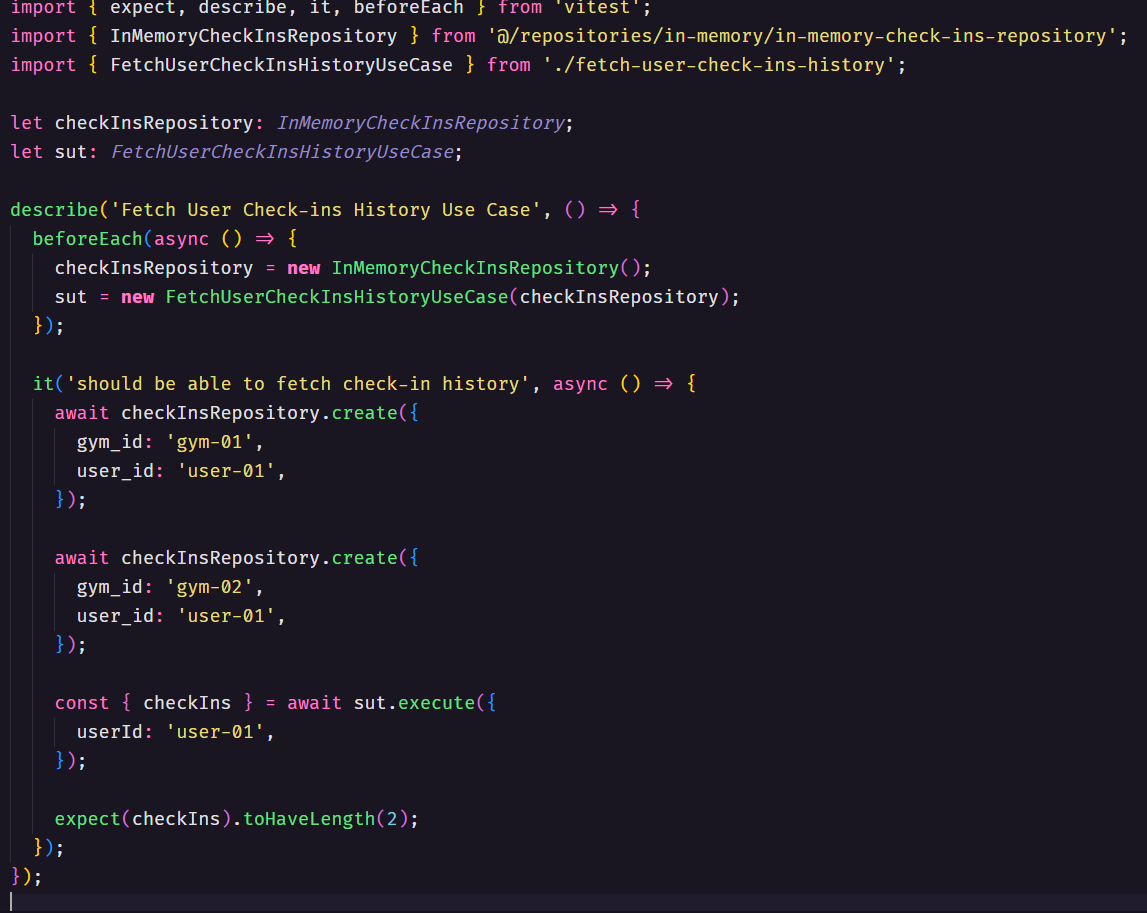 import { expect, describe, it, beforeEach } from 'vitest';
import { InMemoryCheckInsRepository } from '@/repositories/in-memory/in-memory-check-ins-repository';
import { FetchUserCheckInsHistoryUseCase } from './fetch-user-check-ins-history';

let checkInsRepository: InMemoryCheckInsRepository;
let sut: FetchUserCheckInsHistoryUseCase;

describe('Fetch User Check-ins History Use Case', () => {
  beforeEach(async () => {
    checkInsRepository = new InMemoryCheckInsRepository();
    sut = new FetchUserCheckInsHistoryUseCase(checkInsRepository);
  });

  it('should be able to fetch check-in history', async () => {
    await checkInsRepository.create({
      gym_id: 'gym-01',
      user_id: 'user-01',
    });

    await checkInsRepository.create({
      gym_id: 'gym-02',
      user_id: 'user-01',
    });

    const { checkIns } = await sut.execute({
      userId: 'user-01',
    });

    expect(checkIns).toHaveLength(2);
  });
});